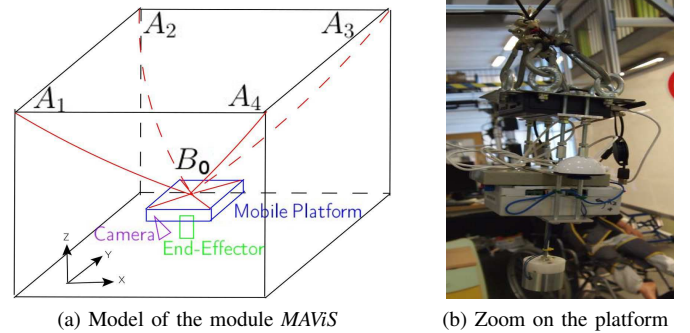 A₂
A₃
A₁
A₄
B₀
Mobile Platform
Camera
End-Effector
Z
Y
X
(a) Model of the module MAViS
(b) Zoom on the platform